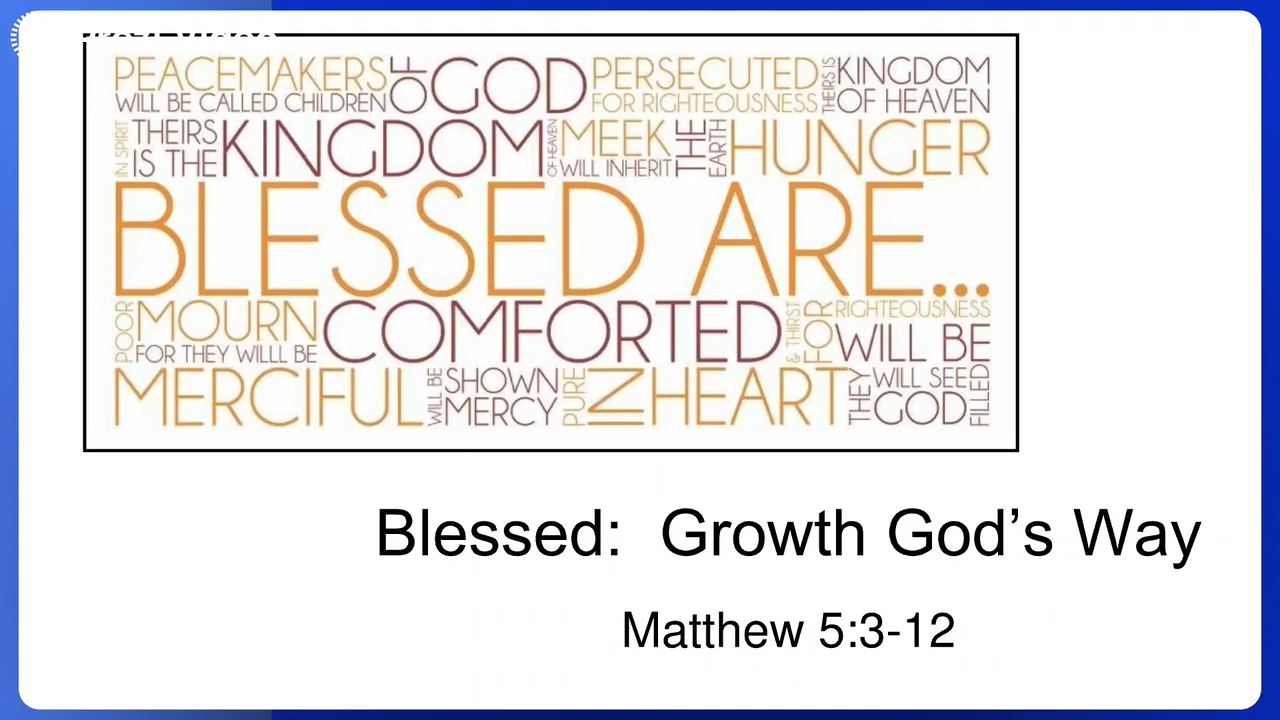 PEACEMAKERS
WILL BE CALLED CHILDREN
OF
GOD
PERSECUTED
FOR RIGHTEOUSNESS
THEIRS IS
KINGDOM
OF HEAVEN
IN SPIRIT
THEIRS
IS THE
KINGDOM
OF HEAVEN
MEEK
WILL INHERIT
THE
EARTH
HUNGER
BLESSED ARE...
POOR
MOURN
FOR THEY WILLL BE
COMFORTED
& THIRST
FOR
RIGHTEOUSNESS
WILL BE
FILLED
MERCIFUL
WILL BE
SHOWN
MERCY
PURE
IN
HEART
THEY
WILL SEE
GOD
Blessed: Growth God’s Way
Matthew 5:3-12